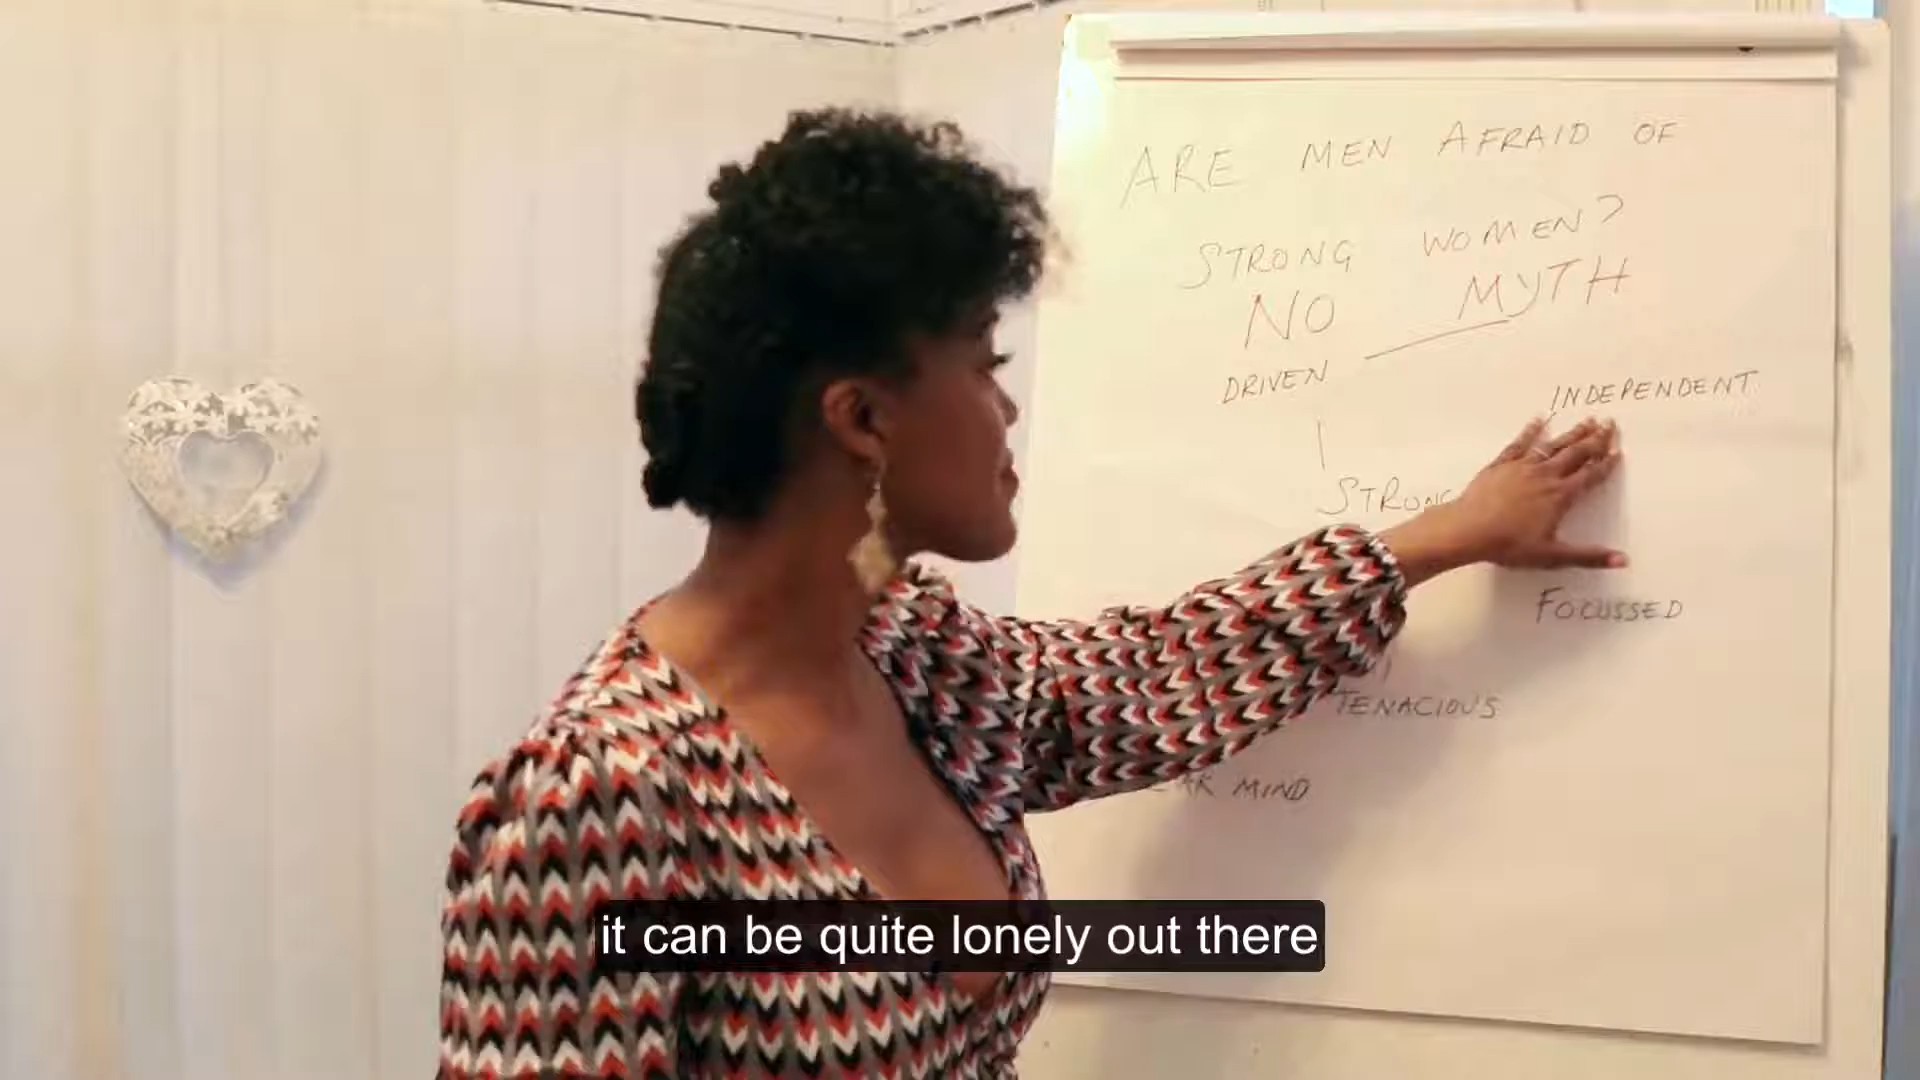 ARE MEN AFRAID OF
STRONG WOMEN?
NO MYTH
DRIVEN
INDEPENDENT
STRONG
FOCUSSED
TENACIOUS
MIND
it can be quite lonely out there